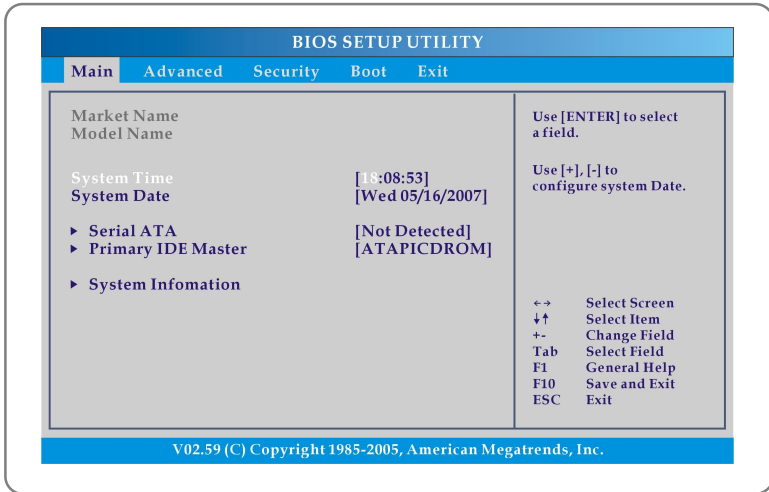 BIOS SETUP UTILITY
Main Advanced Security Boot Exit
Market Name
Model Name
System Time [18:08:53]
System Date [Wed 05/16/2007]
▸ Serial ATA [Not Detected]
▸ Primary IDE Master [ATAPICDROM]
▸ System Infomation
Use [ENTER] to select
a field.
Use [+], [-] to
configure system Date.
←→ Select Screen
↓↑ Select Item
+- Change Field
Tab Select Field
F1 General Help
F10 Save and Exit
ESC Exit
V02.59 (C) Copyright 1985-2005, American Megatrends, Inc.